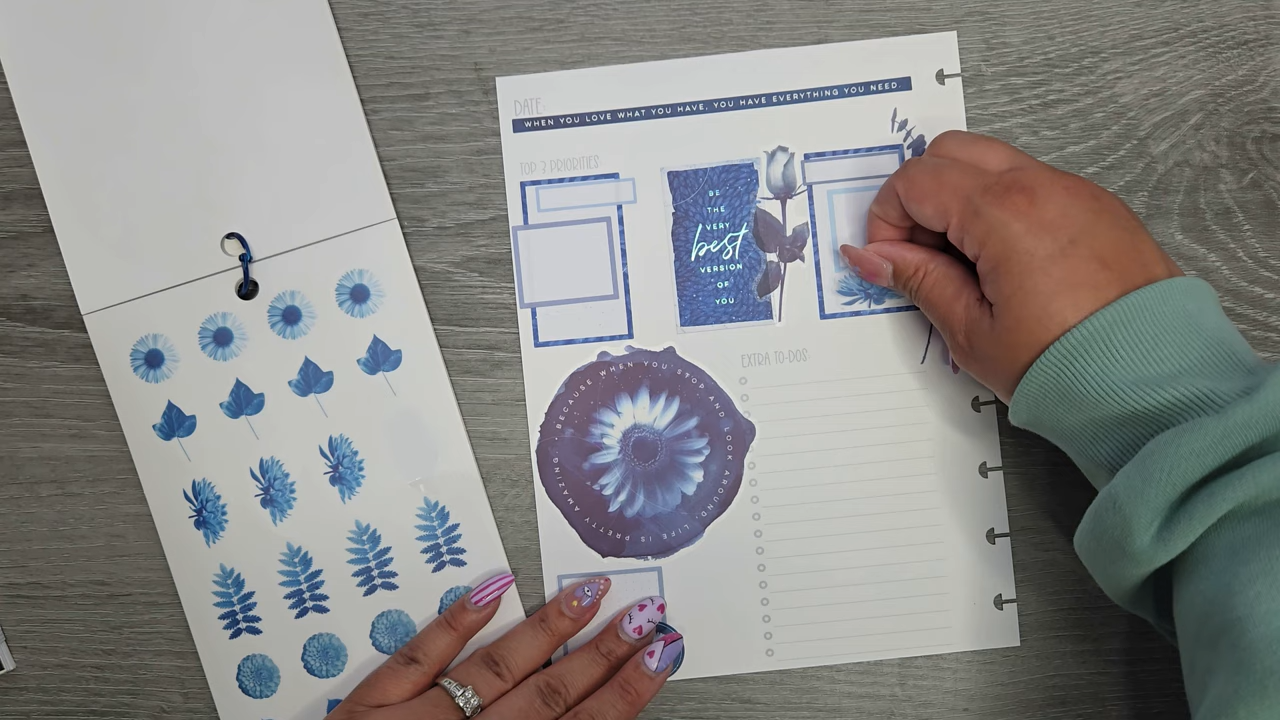 DATE:
WHEN YOU LOVE WHAT YOU HAVE, YOU HAVE EVERYTHING YOU NEED.
TOP 3 PRIORITIES
BE
THE
VERY
best
VERSION
OF
YOU
BECAUSE WHEN YOU STOP AND LOOK AROUND, LIFE IS PRETTY AMAZING.
EXTRA TO-DOS: